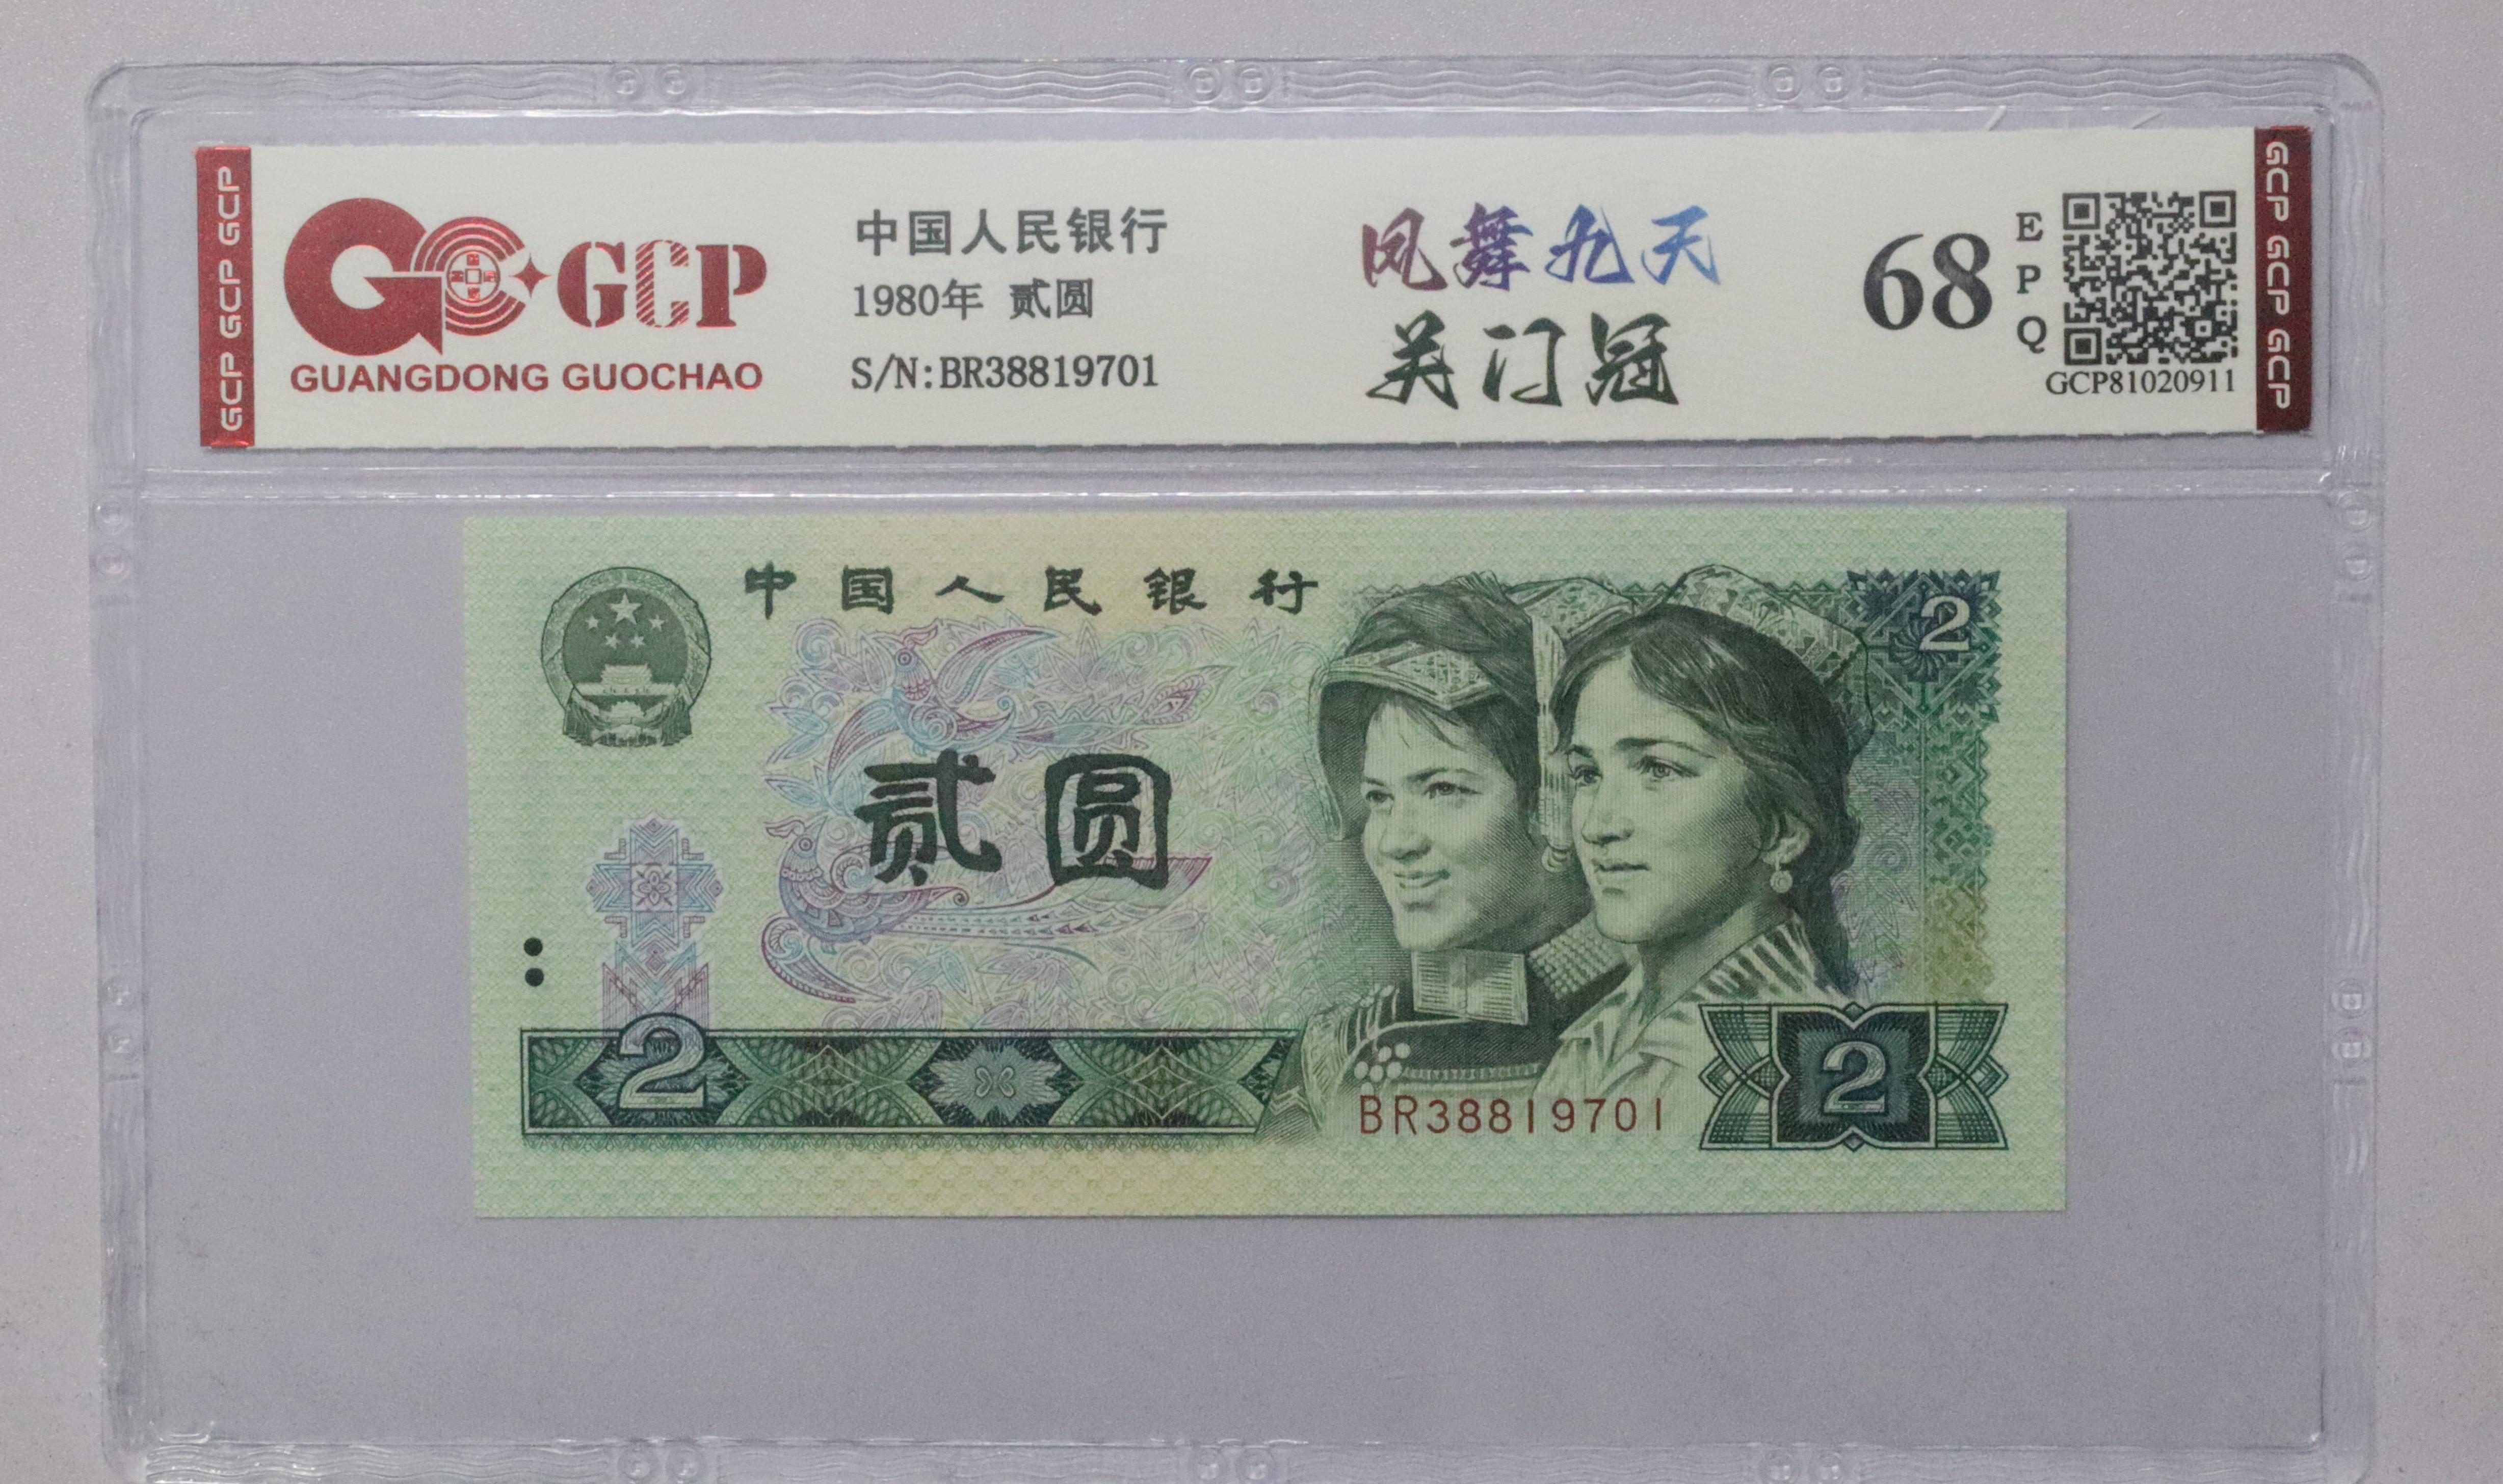 GCP GCP GCP
GCP
GUANGDONG GUOCHAO
中国人民银行
1980年 贰圆
S/N:BR38819701
凤舞九天
关门冠
68
EPQ
GCP81020911
GCP GCP GCP
中国人民银行
2
贰圆
2
BR38819701
2